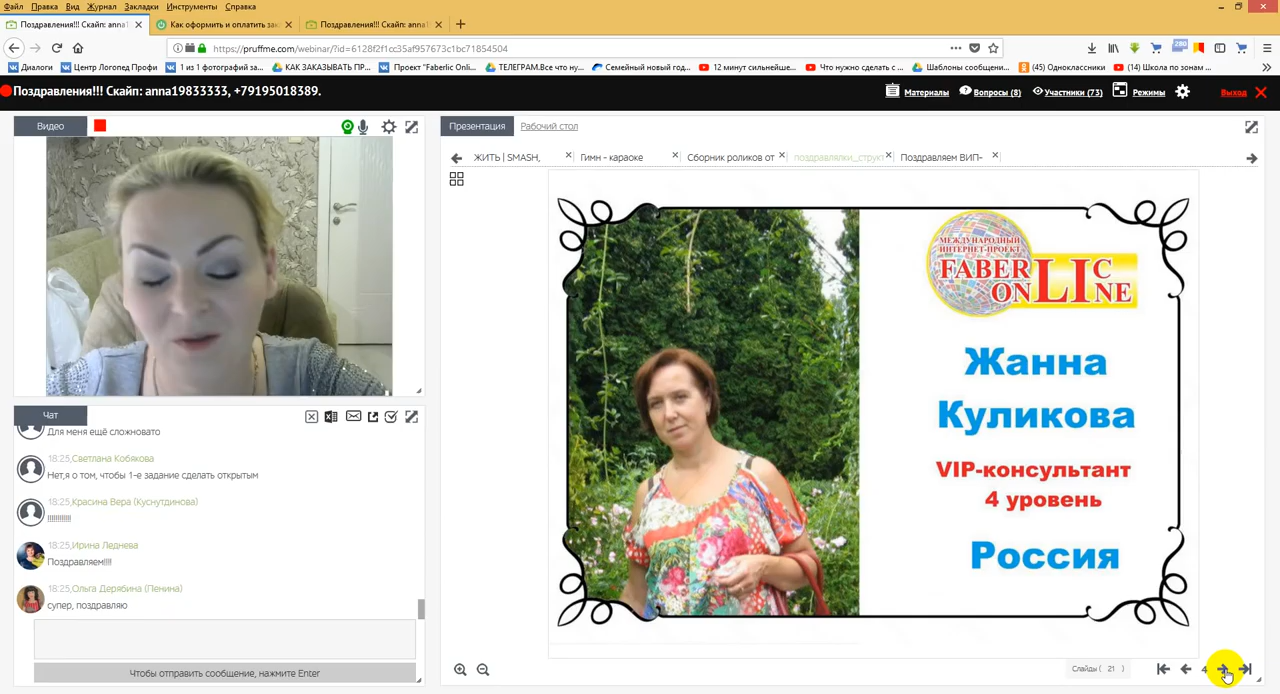 Файл Правка Вид Журнал Закладки Инструменты Справка
Поздравления!!! Скайп: anna1
Как оформить и оплатить зак
Поздравления!!! Скайп: anna1
https://pruffme.com/webinar/?id=6128f2f1cc35af957673c1bc71854504
280
Диалоги
Центр Логопед Профи
1 из 1 фотографий за...
КАК ЗАКАЗЫВАТЬ ПР...
Проект "Faberlic Onli...
ТЕЛЕГРАМ.Все что ну...
Семейный новый год...
12 минут сильнейше...
Что нужно сделать с ...
Шаблоны сообщени...
(45) Одноклассники
(14) Школа по зонам ...
Поздравления!!! Скайп: anna19833333, +79195018389.
Материалы
Вопросы (8)
Участники (73)
Режимы
Выход
Видео
Презентация
Рабочий стол
ЖИТЬ | SMASH,
Гимн - караоке
Сборник роликов от
поздравлялки_структ
Поздравляем ВИП-
МЕЖДУНАРОДНЫЙ
ИНТЕРНЕТ-ПРОЕКТ
FABERLIC
ONLINE
Жанна
Куликова
VIP-консультант
4 уровень
Россия
Чат
Для меня ещё сложновато
18:25,Светлана Кобякова
Нет,я о том, чтобы 1-е задание сделать открытым
18:25,Красина Вера (Куснутдинова)
!!!!!!!!!!!!
18:25,Ирина Леднева
Поздравляем!!!!
18:25,Ольга Дерябина (Пенина)
супер, поздравляю
Чтобы отправить сообщение, нажмите Enter
Слайды ( 21 )
4